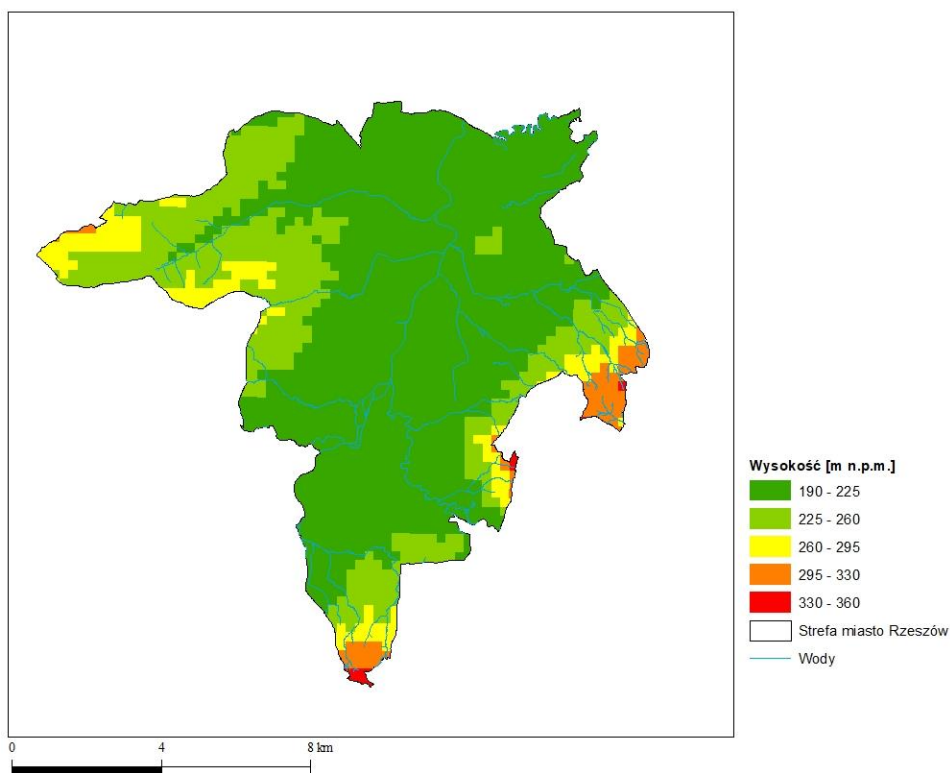 Wysokość [m n.p.m.]
190 - 225
225 - 260
260 - 295
295 - 330
330 - 360
Strefa miasto Rzeszów
Wody
0 4 8 km